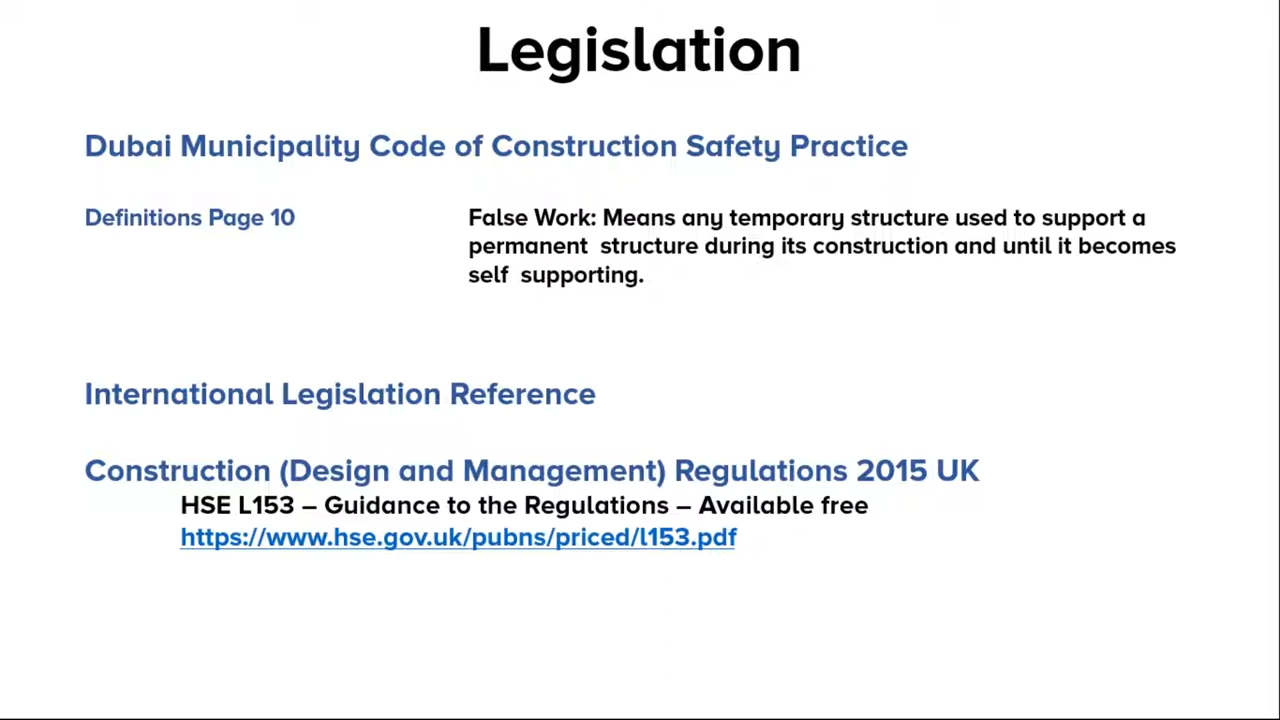 Legislation
Dubai Municipality Code of Construction Safety Practice
Definitions Page 10
False Work: Means any temporary structure used to support a
permanent  structure during its construction and until it becomes
self  supporting.
International Legislation Reference
Construction (Design and Management) Regulations 2015 UK
HSE L153 – Guidance to the Regulations – Available free
https://www.hse.gov.uk/pubns/priced/l153.pdf